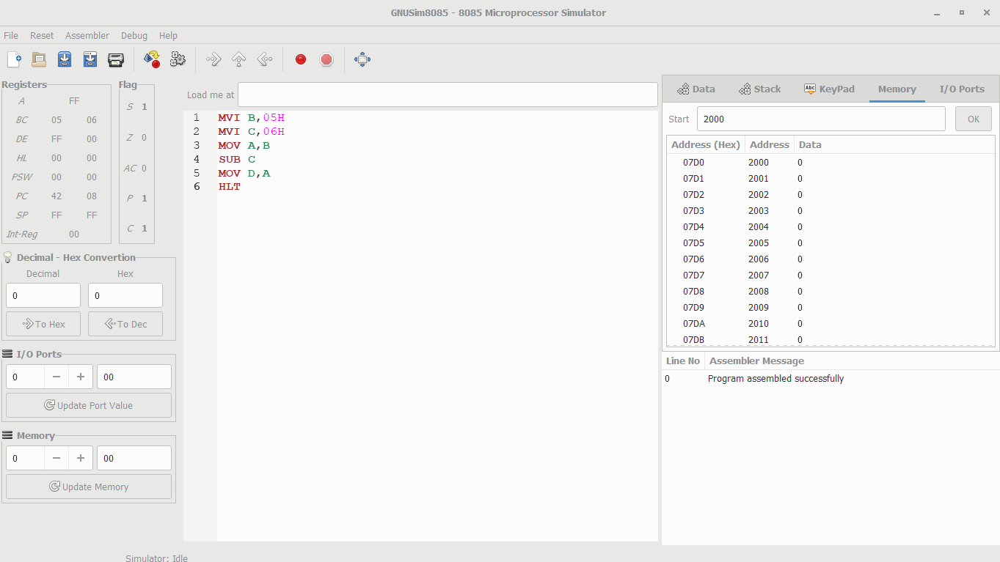 GNUSim8085 - 8085 Microprocessor Simulator
File Reset Assembler Debug Help
Registers
A FF
BC 05 06
DE FF 00
HL 00 00
PSW 00 00
PC 42 08
SP FF FF
Int-Reg 00
Flag
S 1
Z 0
AC 0
P 1
C 1
Decimal - Hex Convertion
Decimal Hex
0 0
To Hex To Dec
I/O Ports
0 − + 00
Update Port Value
Memory
0 − + 00
Update Memory
Load me at
1 MVI B,05H
2 MVI C,06H
3 MOV A,B
4 SUB C
5 MOV D,A
6 HLT
Data Stack Abc KeyPad Memory I/O Ports
Start 2000 OK
Address (Hex) Address Data
07D0 2000 0
07D1 2001 0
07D2 2002 0
07D3 2003 0
07D4 2004 0
07D5 2005 0
07D6 2006 0
07D7 2007 0
07D8 2008 0
07D9 2009 0
07DA 2010 0
07DB 2011 0
Line No Assembler Message
0 Program assembled successfully
Simulator: Idle